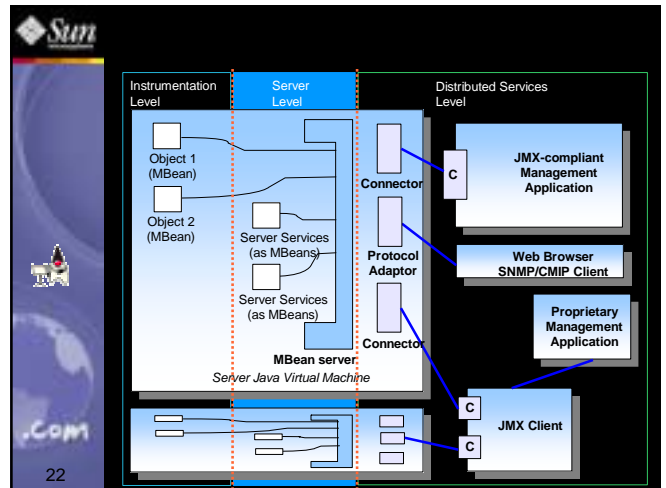 Sun
Instrumentation
Level
Server
Level
Distributed Services
Level
Object 1
(MBean)
Object 2
(MBean)
Server Services
(as MBeans)
Server Services
(as MBeans)
MBean server
Server Java Virtual Machine
Connector
Protocol
Adaptor
Connector
C
JMX-compliant
Management
Application
Web Browser
SNMP/CMIP Client
Proprietary
Management
Application
C
C
JMX Client
.com
22